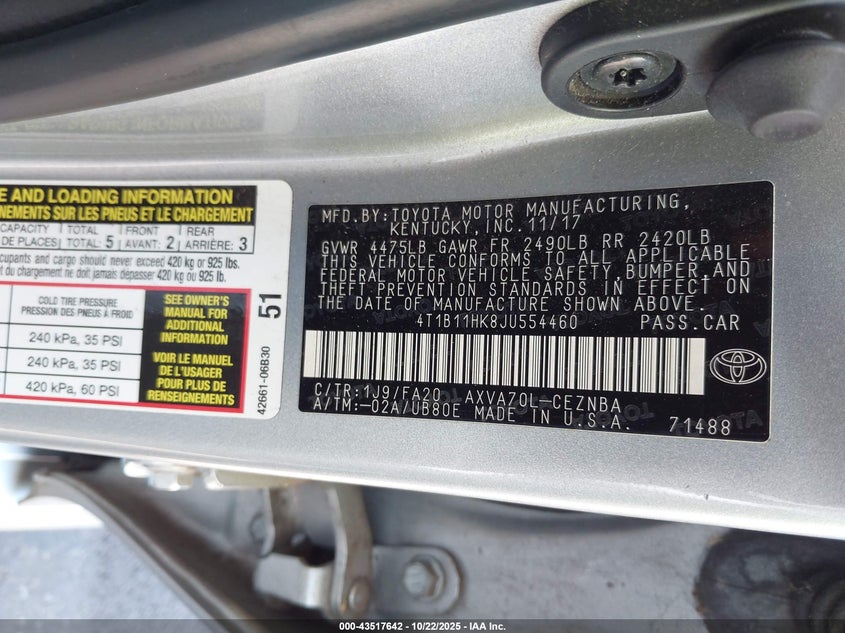 E AND LOADING INFORMATION
NEMENTS SUR LES PNEUS ET LE CHARGEMENT
CAPACITY TOTAL FRONT REAR
DE PLACES TOTAL: 5 AVANT: 2 ARRIÈRE: 3
cupants and cargo should never exceed 420 kg or 925 lbs.
du chargement ne doit jamais dépasser 420 kg ou 925 lb.
COLD TIRE PRESSURE
PRESSION DES PNEUS À FROID
240 kPa, 35 PSI
240 kPa, 35 PSI
420 kPa, 60 PSI
SEE OWNER'S
MANUAL FOR
ADDITIONAL
INFORMATION
VOIR LE MANUEL
DE L'USAGER
POUR PLUS DE
RENSEIGNEMENTS
51
42661-06B30
MFD.BY:TOYOTA MOTOR MANUFACTURING,
KENTUCKY, INC. 11/17
GVWR 4475LB GAWR FR 2490LB RR 2420LB
THIS VEHICLE CONFORMS TO ALL APPLICABLE
FEDERAL MOTOR VEHICLE SAFETY, BUMPER,AND
THEFT PREVENTION STANDARDS IN EFFECT ON
THE DATE OF MANUFACTURE SHOWN ABOVE.
4T1B11HK8JU554460 PASS.CAR
C/TR:1J9/FA20 AXVA70L-CEZNBA
A/TM:-02A/UB80E MADE IN U.S.A.
71488
000-43517642 - 10/22/2025 - IAA Inc.